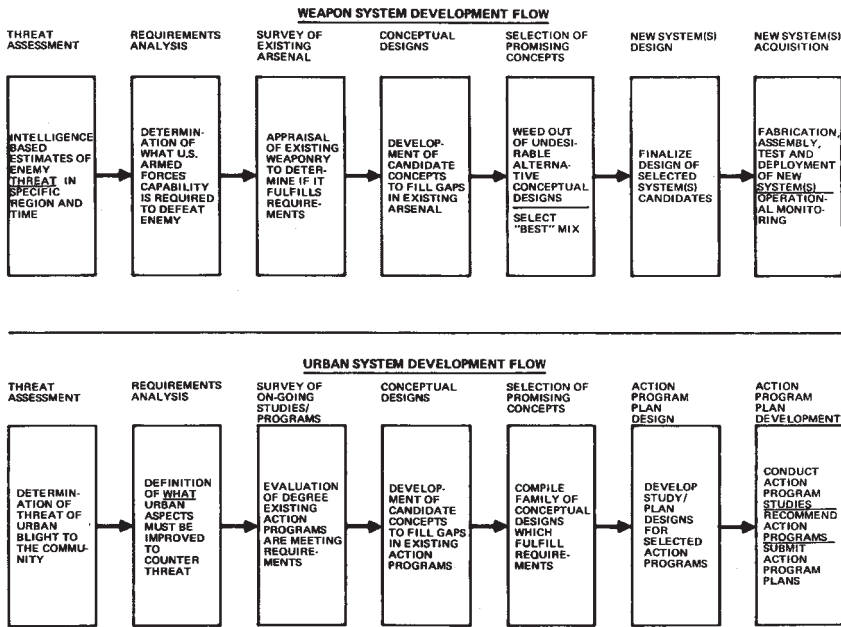 WEAPON SYSTEM DEVELOPMENT FLOW
THREAT
ASSESSMENT
INTELLIGENCE
BASED
ESTIMATES OF
ENEMY
THREAT IN
SPECIFIC
REGION AND
TIME
REQUIREMENTS
ANALYSIS
DETERMIN-
ATION OF
WHAT U.S.
ARMED
FORCES
CAPABILITY
IS REQUIRED
TO DEFEAT
ENEMY
SURVEY OF
EXISTING
ARSENAL
APPRAISAL
OF EXISTING
WEAPONRY
TO DETER-
MINE IF IT
FULFILLS
REQUIRE-
MENTS
CONCEPTUAL
DESIGNS
DEVELOP-
MENT OF
CANDIDATE
CONCEPTS
TO FILL GAPS
IN EXISTING
ARSENAL
SELECTION OF
PROMISING
CONCEPTS
WEED OUT
OF UNDESI-
RABLE
ALTERNA-
TIVE
CONCEPTUAL
DESIGNS
SELECT
"BEST" MIX
NEW SYSTEM(S)
DESIGN
FINALIZE
DESIGN OF
SELECTED
SYSTEM(S)
CANDIDATES
NEW SYSTEM(S)
ACQUISITION
FABRICATION,
ASSEMBLY,
TEST AND
DEPLOYMENT
OF NEW
SYSTEM(S)
OPERATION-
AL MONITO-
RING
URBAN SYSTEM DEVELOPMENT FLOW
THREAT
ASSESSMENT
DETERMIN-
ATION OF
THREAT OF
URBAN
BLIGHT TO
THE COMMU-
NITY
REQUIREMENTS
ANALYSIS
DEFINITION
OF WHAT
URBAN
ASPECTS
MUST BE
IMPROVED
TO
COUNTER
THREAT
SURVEY OF
ON-GOING
STUDIES/
PROGRAMS
EVALUATION
OF DEGREE
EXISTING
ACTION
PROGRAMS
ARE MEETING
REQUIRE-
MENTS
CONCEPTUAL
DESIGNS
DEVELOP-
MENT OF
CANDIDATE
CONCEPTS
TO FILL GAPS
IN EXISTING
ACTION
PROGRAMS
SELECTION OF
PROMISING
CONCEPTS
COMPILE
FAMILY OF
CONCEPTUAL
DESIGNS
WHICH
FULFILL
REQUIRE-
MENTS
ACTION
PROGRAM
PLAN
DESIGN
DEVELOP
STUDY/
PLAN
DESIGNS
FOR
SELECTED
ACTION
PROGRAMS
ACTION
PROGRAM
PLAN
DEVELOPMENT
CONDUCT
ACTION
PROGRAM
STUDIES
RECOMMEND
ACTION
PROGRAMS
SUBMIT
ACTION
PROGRAM
PLANS